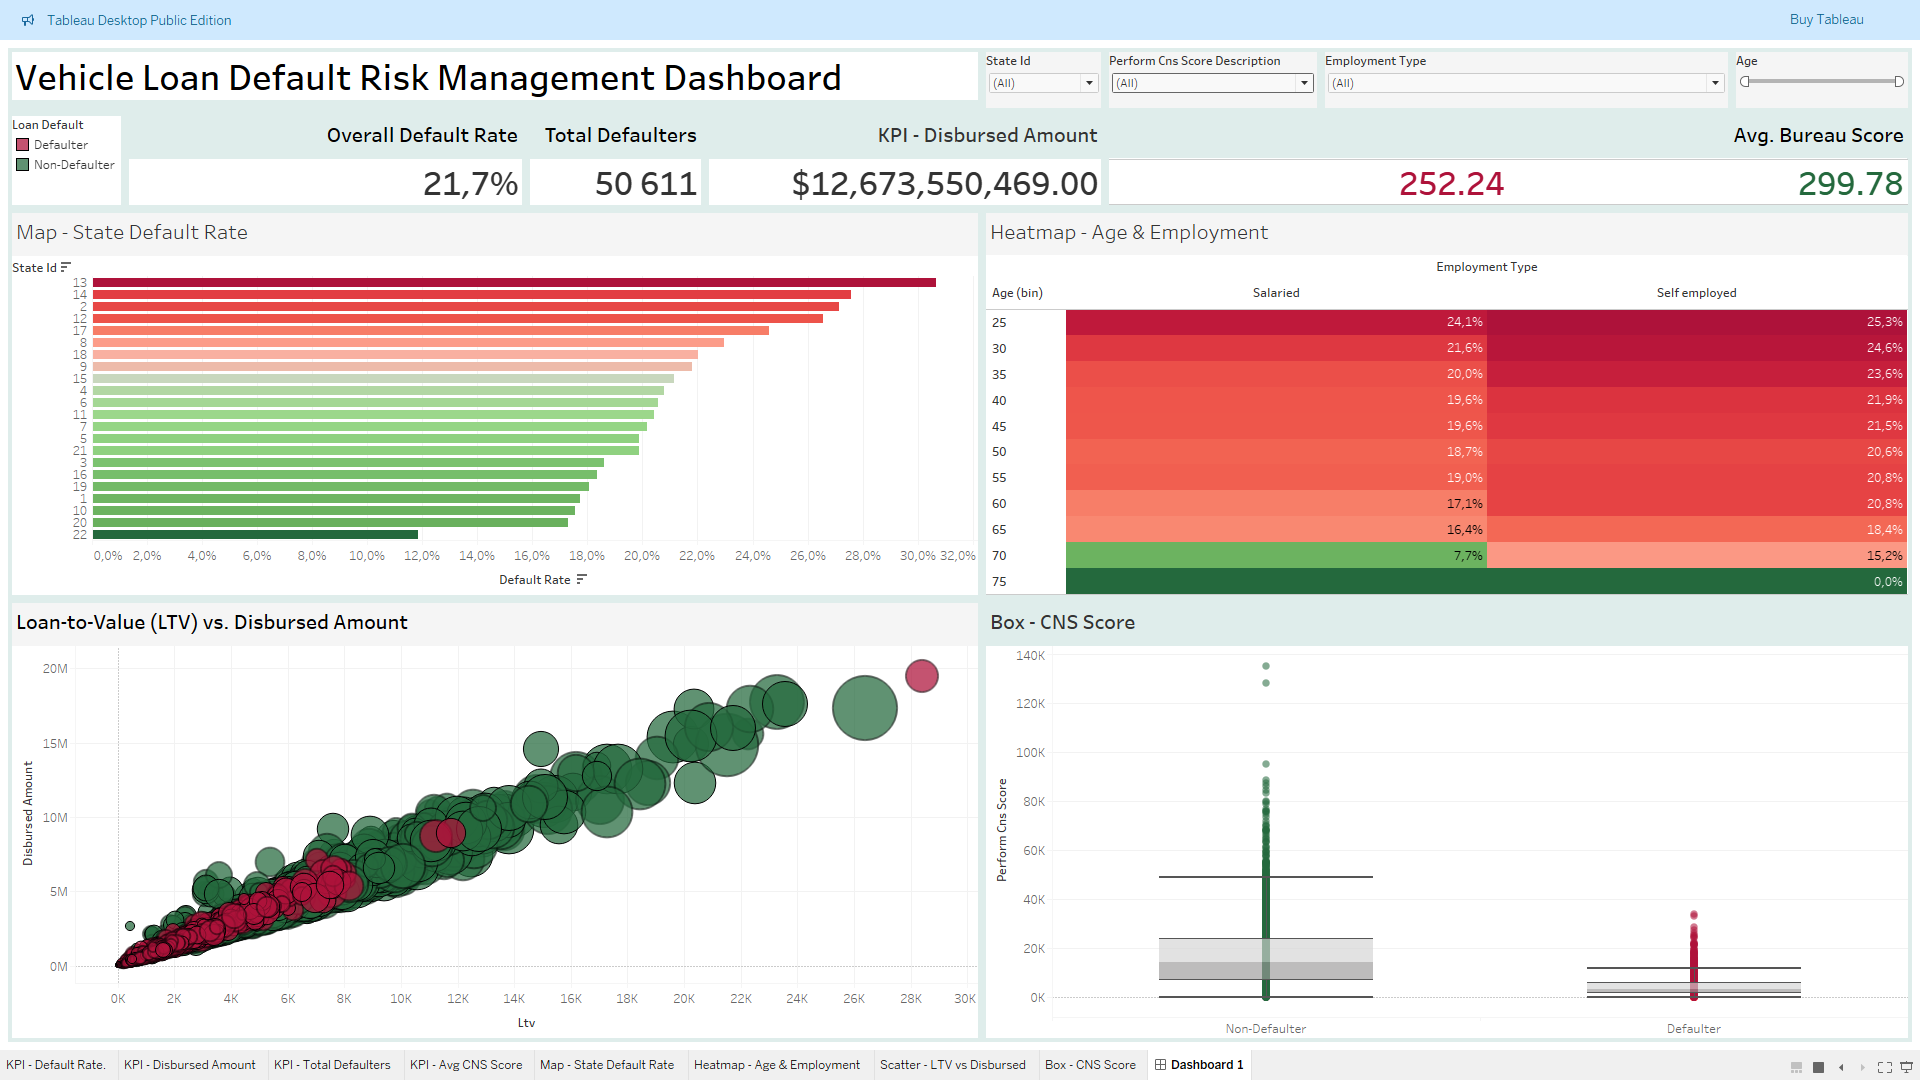 Tableau Desktop Public Edition
Buy Tableau
Vehicle Loan Default Risk Management Dashboard
State Id
(All)
Perform Cns Score Description
(All)
Employment Type
(All)
Age
Loan Default
Defaulter
Non-Defaulter
Overall Default Rate
21,7%
Total Defaulters
50 611
KPI - Disbursed Amount
$12,673,550,469.00
Avg. Bureau Score
252.24
299.78
Map - State Default Rate
State Id
13
14
2
12
17
8
18
9
15
4
6
11
7
5
21
3
16
19
1
10
20
22
0,0% 2,0% 4,0% 6,0% 8,0% 10,0% 12,0% 14,0% 16,0% 18,0% 20,0% 22,0% 24,0% 26,0% 28,0% 30,0% 32,0%
Default Rate
Heatmap - Age & Employment
Employment Type
Age (bin) Salaried Self employed
25 24,1% 25,3%
30 21,6% 24,6%
35 20,0% 23,6%
40 19,6% 21,9%
45 19,6% 21,5%
50 18,7% 20,6%
55 19,0% 20,8%
60 17,1% 20,8%
65 16,4% 18,4%
70 7,7% 15,2%
75 0,0%
Loan-to-Value (LTV) vs. Disbursed Amount
Disbursed Amount
20M
15M
10M
5M
0M
0K 2K 4K 6K 8K 10K 12K 14K 16K 18K 20K 22K 24K 26K 28K 30K
Ltv
Box - CNS Score
Perform Cns Score
140K
120K
100K
80K
60K
40K
20K
0K
Non-Defaulter Defaulter
KPI - Default Rate. KPI - Disbursed Amount KPI - Total Defaulters KPI - Avg CNS Score Map - State Default Rate Heatmap - Age & Employment Scatter - LTV vs Disbursed Box - CNS Score Dashboard 1